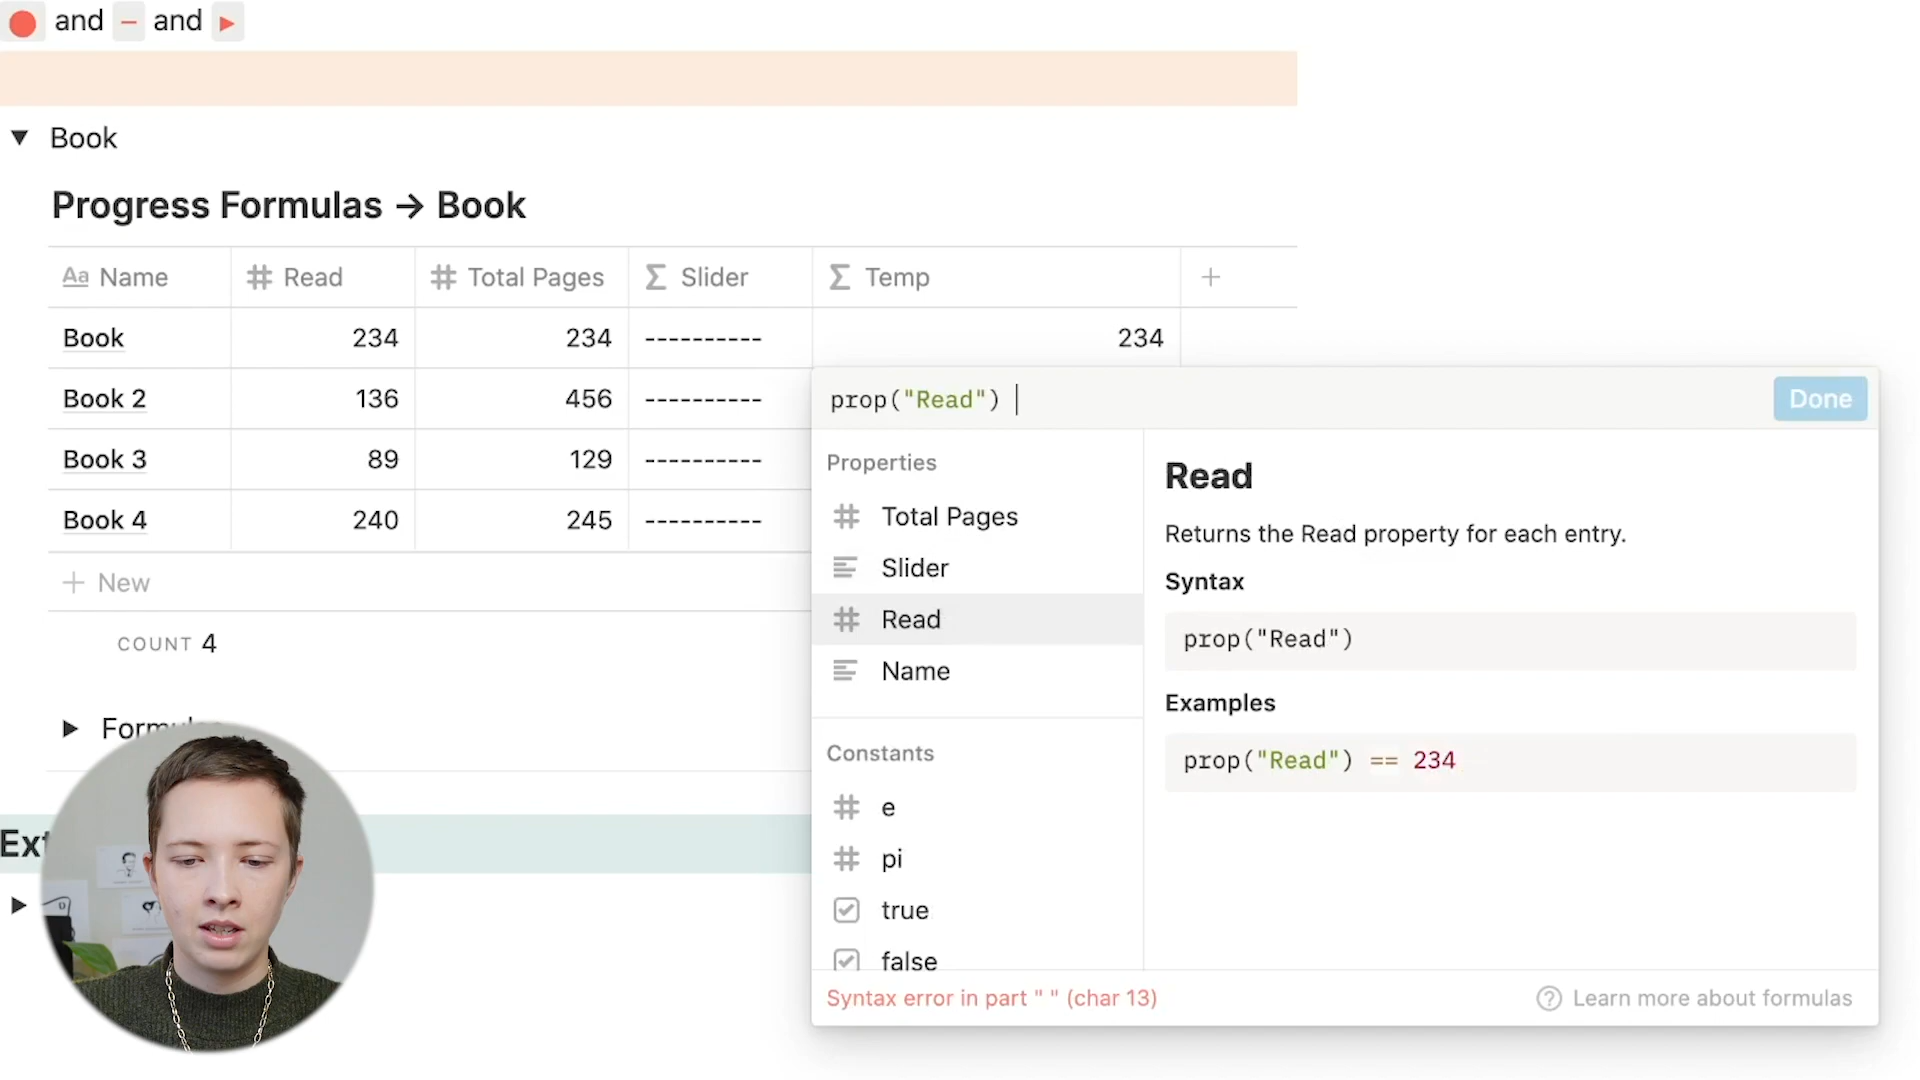 and − and
Book
Progress Formulas → Book
Aa Name # Read # Total Pages Σ Slider Σ Temp +
Book 234 234 ---------- 234
Book 2 136 456 ----------
Book 3 89 129 ----------
Book 4 240 245 ----------
+ New
COUNT 4
prop("Read")
Done
Properties
# Total Pages
Slider
# Read
Name
Constants
# e
# pi
true
false
Syntax error in part " " (char 13)
Read
Returns the Read property for each entry.
Syntax
prop("Read")
Examples
prop("Read") == 234
? Learn more about formulas